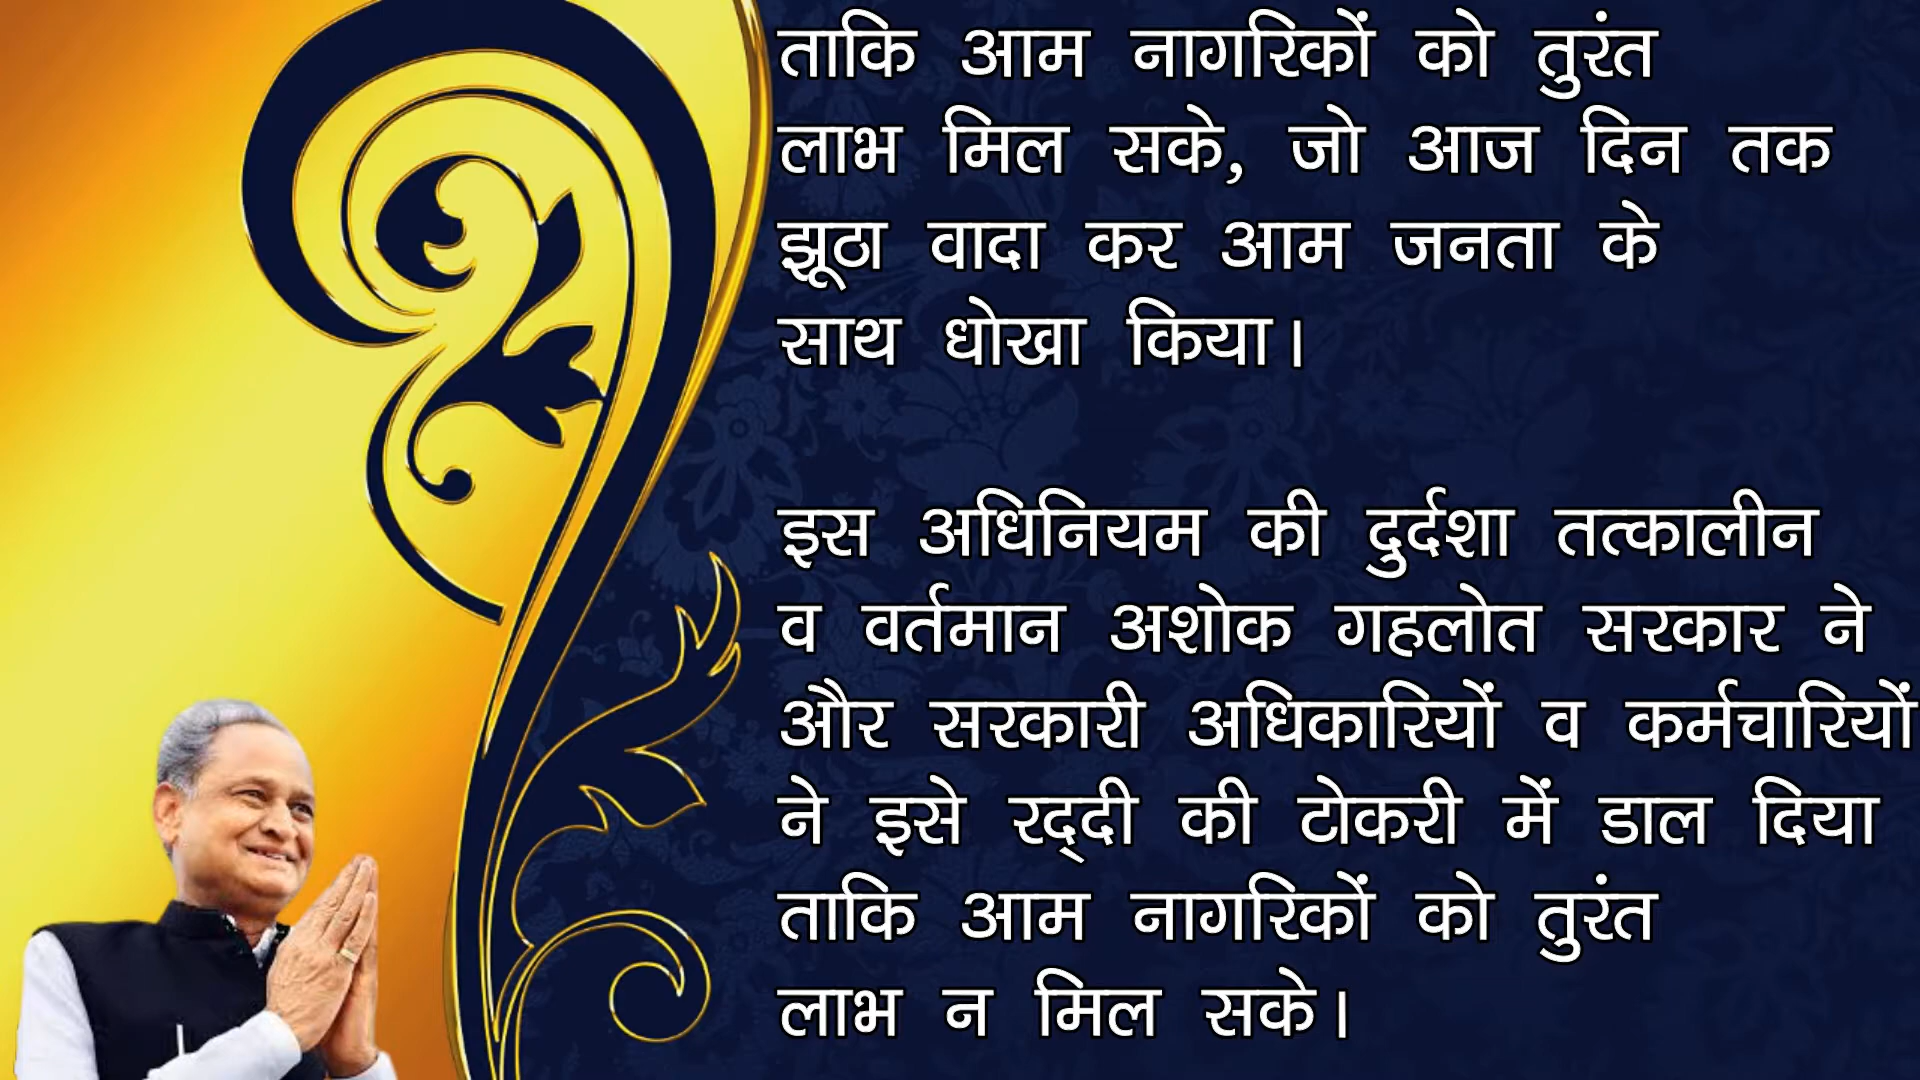 ताकि आम नागरिकों को तुरंत
लाभ मिल सके, जो आज दिन तक
झूठा वादा कर आम जनता के
साथ धोखा किया।
इस अधिनियम की दुर्दशा तत्कालीन
व वर्तमान अशोक गहलोत सरकार ने
और सरकारी अधिकारियों व कर्मचारियों
ने इसे रद्‌दी की टोकरी में डाल दिया
ताकि आम नागरिकों को तुरंत
लाभ न मिल सके।